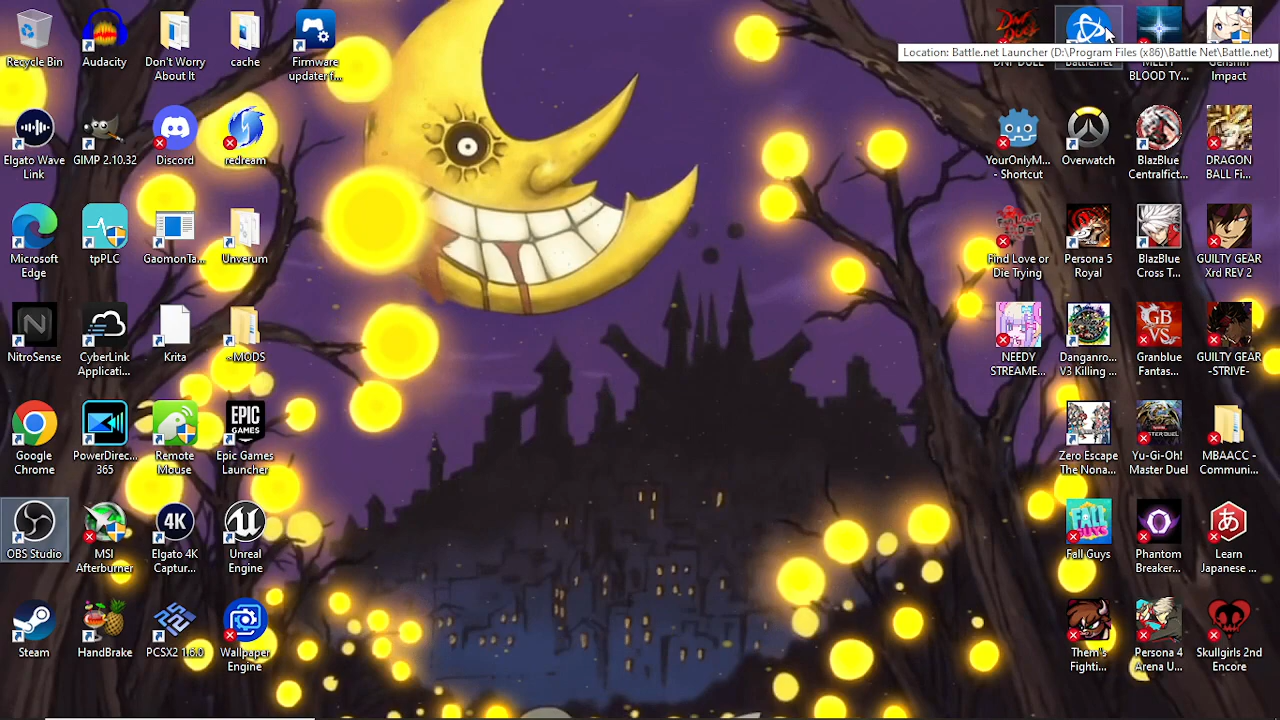 Recycle Bin
Audacity
Don't Worry
About It
cache
Firmware
updater f...
Location: Battle.net Launcher (D:\Program Files (x86)\Battle Net\Battle.net)
BLOOD TY...
Genshin
Impact
Elgato Wave
Link
GIMP 2.10.32
Discord
redream
YourOnlyM...
- Shortcut
Overwatch
BlazBlue
Centralfict...
DRAGON
BALL Fi...
Microsoft
Edge
tpPLC
GaomonTa...
Unverum
Find Love or
Die Trying
Persona 5
Royal
BlazBlue
Cross T...
GUILTY GEAR
Xrd REV 2
NitroSense
CyberLink
Applicati...
Krita
~MODS
NEEDY
STREAME...
Danganro...
V3 Killing ...
GB
VS
Granblue
Fantas...
GUILTY GEAR
-STRIVE-
Google
Chrome
PowerDirec...
365
Remote
Mouse
EPIC
GAMES
Epic Games
Launcher
Zero Escape
The Nona...
Yu-Gi-Oh!
Master Duel
MBAACC -
Communi...
OBS Studio
MSI
Afterburner
4K
Elgato 4K
Captur...
Unreal
Engine
FALL
GUYS
Fall Guys
Phantom
Breaker...
あ
Learn
Japanese ...
Steam
HandBrake
PCSX2 1.6.0
Wallpaper
Engine
Them's
Fighti...
Persona 4
Arena U...
Skullgirls 2nd
Encore